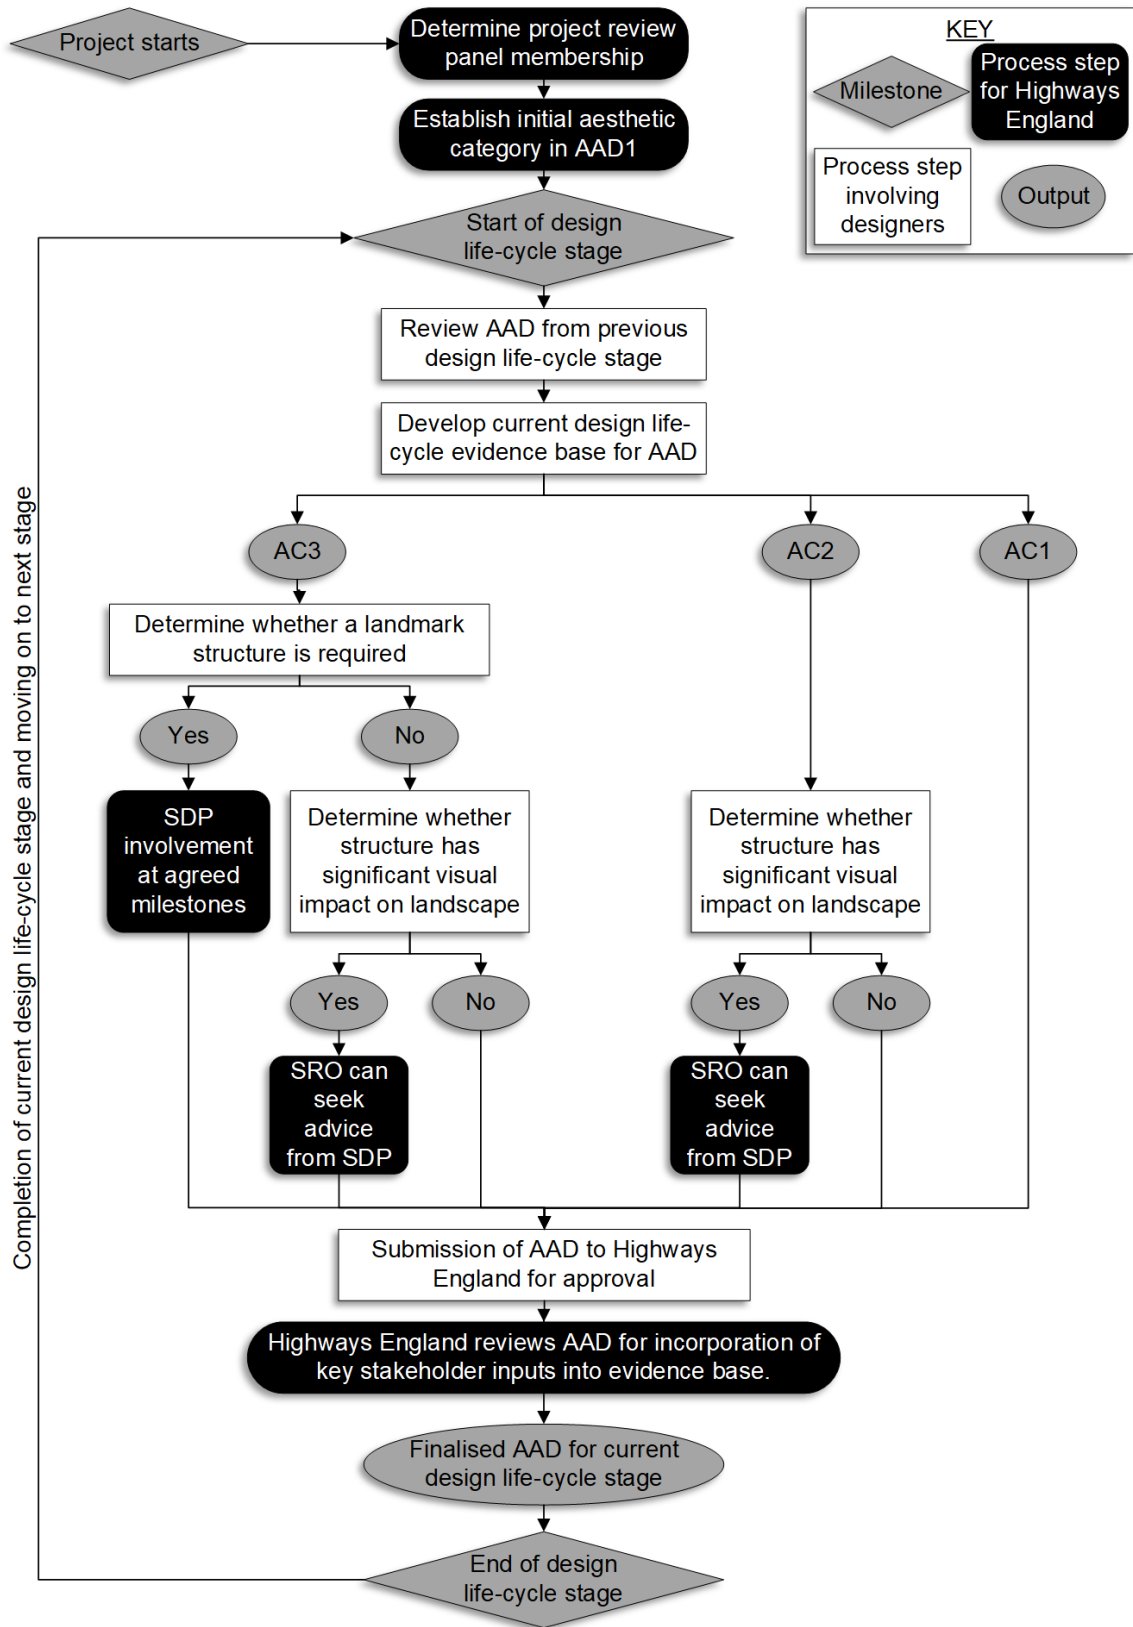 Project starts
Determine project review
panel membership
KEY
Milestone
Process step
for Highways
England
Process step
involving
designers
Output
Establish initial aesthetic
category in AAD1
Start of design
life-cycle stage
Review AAD from previous
design life-cycle stage
Develop current design life-
cycle evidence base for AAD
AC3
AC2
AC1
Determine whether a landmark
structure is required
Yes
No
SDP
involvement
at agreed
milestones
Determine whether
structure has
significant visual
impact on landscape
Determine whether
structure has
significant visual
impact on landscape
Yes
No
Yes
No
SRO can
seek
advice
from SDP
SRO can
seek
advice
from SDP
Submission of AAD to Highways
England for approval
Highways England reviews AAD for incorporation of
key stakeholder inputs into evidence base.
Finalised AAD for current
design life-cycle stage
End of design
life-cycle stage
Completion of current design life-cycle stage and moving on to next stage